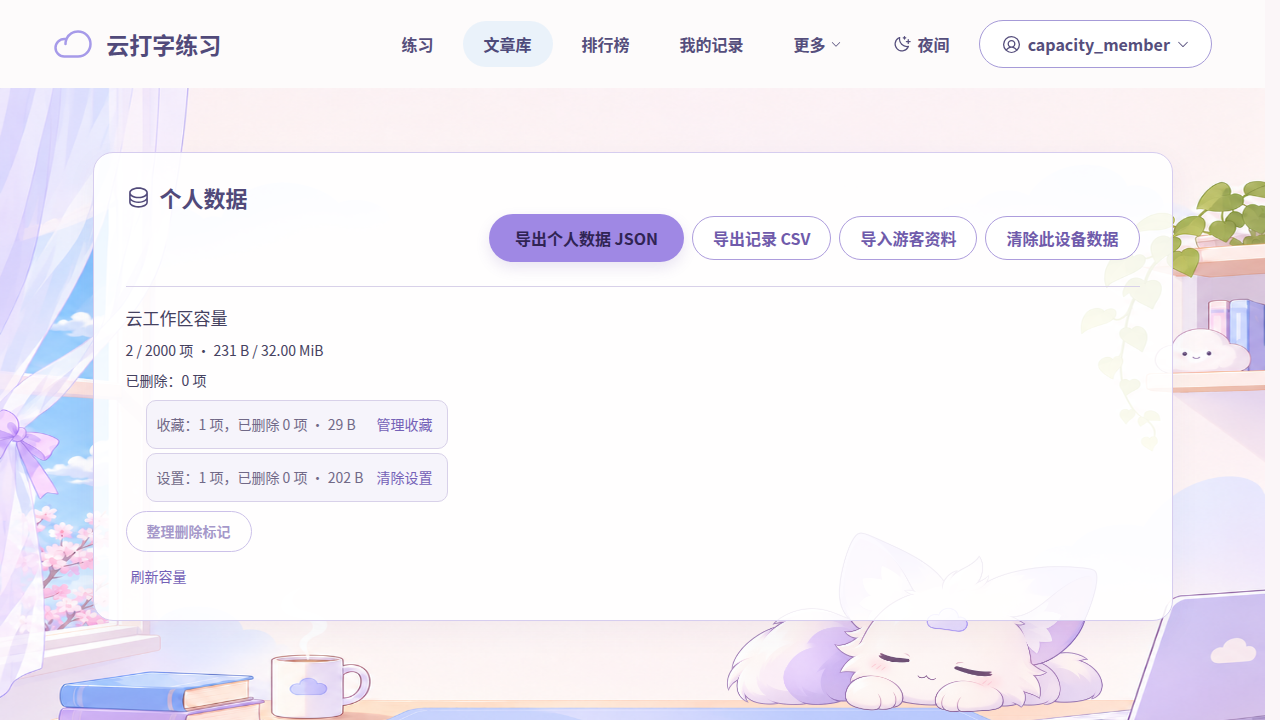 云打字练习
练习
文章库
排行榜
我的记录
更多
夜间
capacity_member
个人数据
导出个人数据 JSON
导出记录 CSV
导入游客资料
清除此设备数据
云工作区容量
2 / 2000 项 · 231 B / 32.00 MiB
已删除：0 项
收藏：1 项，已删除 0 项 · 29 B 管理收藏
设置：1 项，已删除 0 项 · 202 B 清除设置
整理删除标记
刷新容量